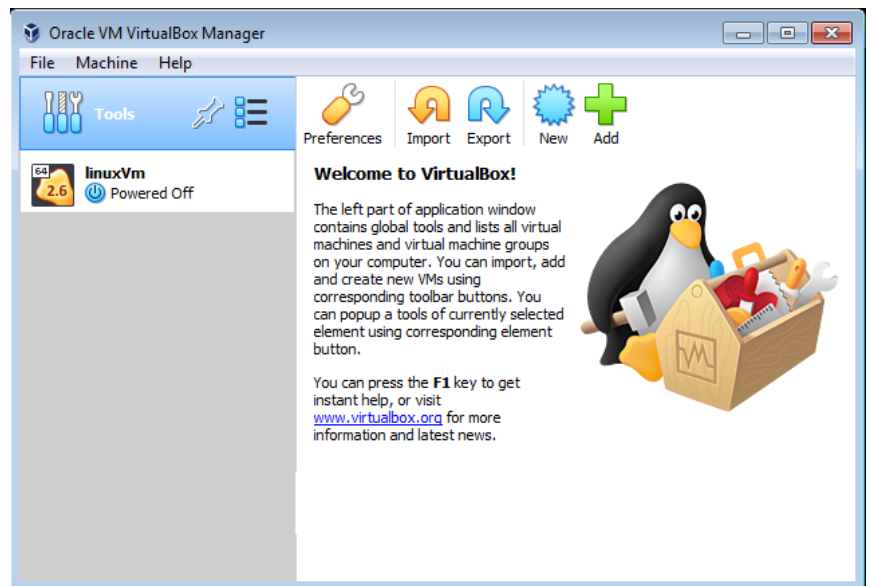 Oracle VM VirtualBox Manager
File Machine Help
Tools
Preferences Import Export New Add
64
2.6
linuxVm
Powered Off
Welcome to VirtualBox!
The left part of application window
contains global tools and lists all virtual
machines and virtual machine groups
on your computer. You can import, add
and create new VMs using
corresponding toolbar buttons. You
can popup a tools of currently selected
element using corresponding element
button.
You can press the F1 key to get
instant help, or visit
www.virtualbox.org for more
information and latest news.